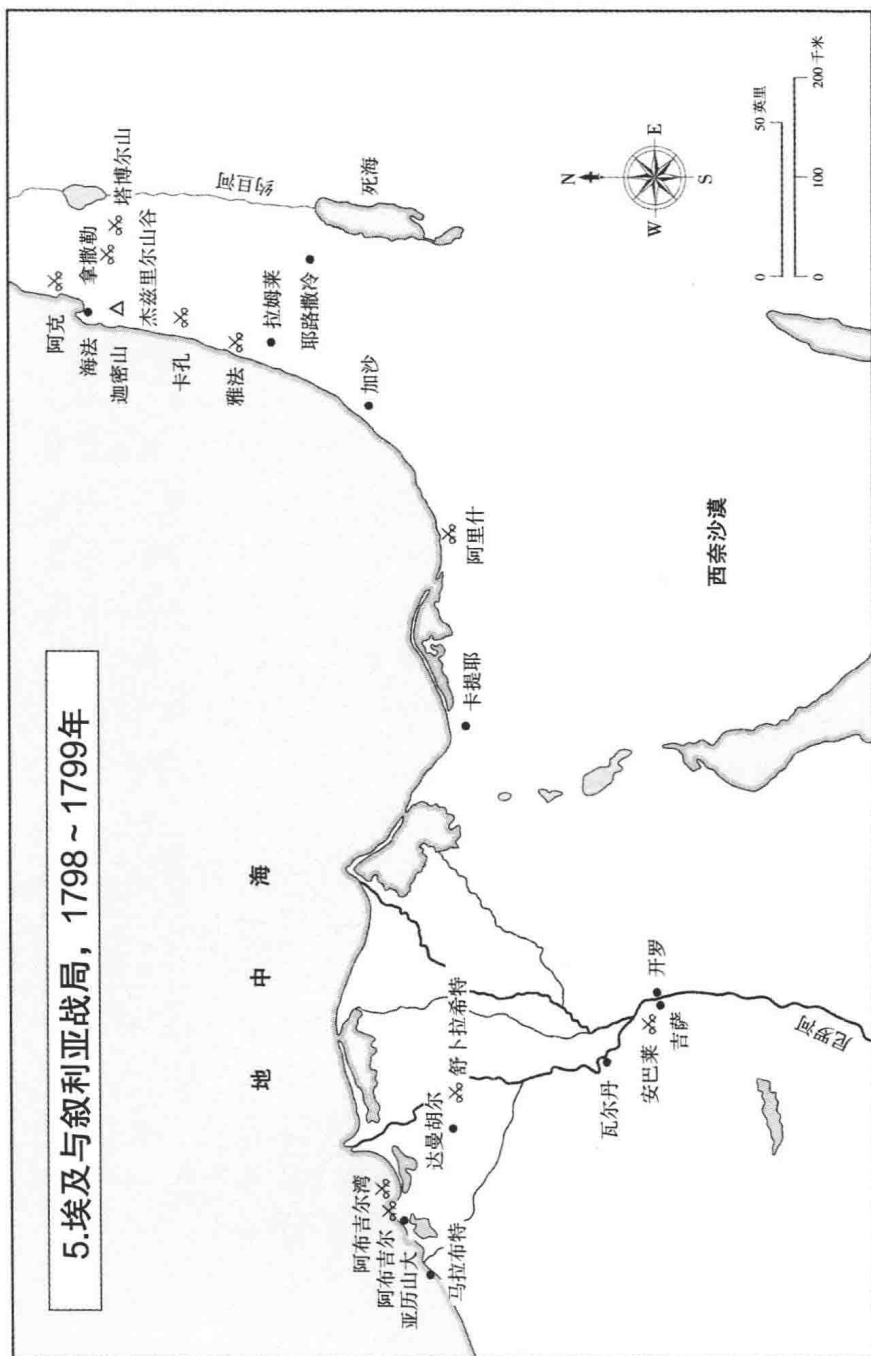 5.埃及与叙利亚战局，1798～1799年
地中海
阿克
海法
迦密山
拿撒勒
塔博尔山
杰兹里尔山谷
卡孔
雅法
拉姆莱
耶路撒冷
约旦河
死海
加沙
阿里什
卡提耶
西奈沙漠
阿布吉尔湾
阿布吉尔
亚历山大
马拉布特
达曼胡尔
舒卜拉希特
瓦尔丹
安巴莱
吉萨
开罗
尼罗河
N
W E
S
0 50 英里
0 100 200 千米